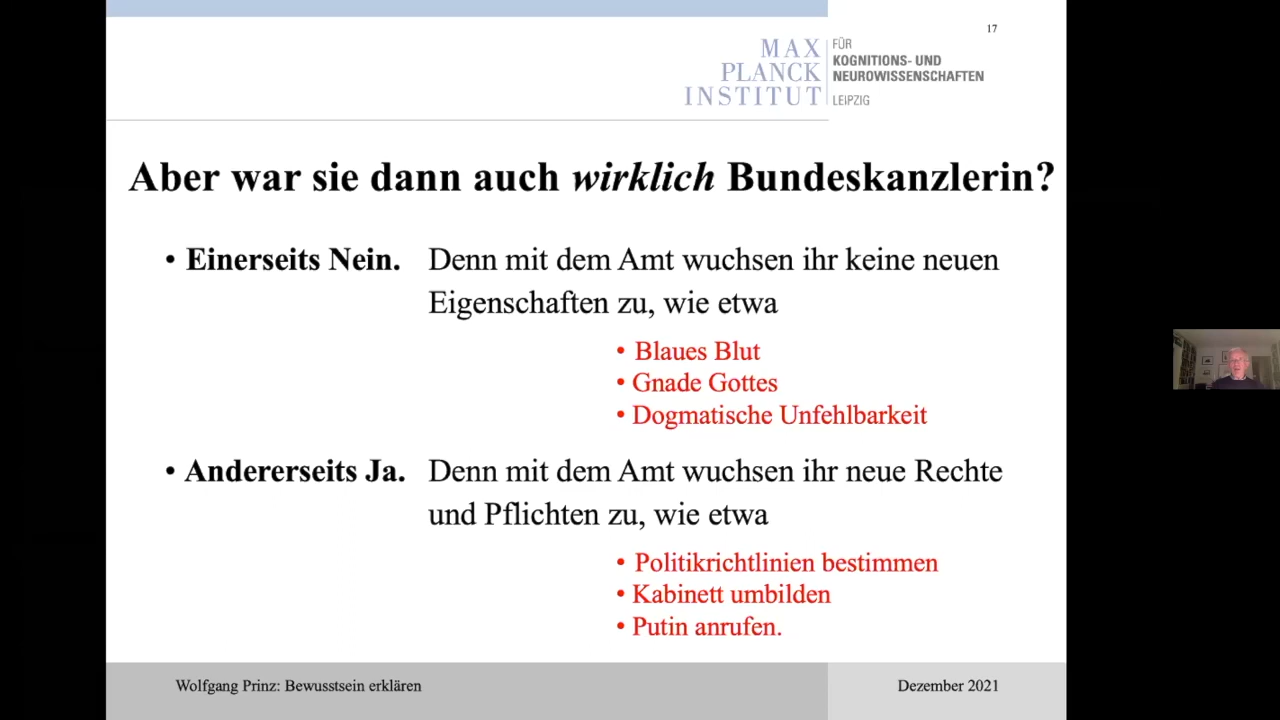 17
MAX
PLANCK
INSTITUT
FÜR
KOGNITIONS- UND
NEUROWISSENSCHAFTEN
LEIPZIG
Aber war sie dann auch wirklich Bundeskanzlerin?
• Einerseits Nein. Denn mit dem Amt wuchsen ihr keine neuen
Eigenschaften zu, wie etwa
• Blaues Blut
• Gnade Gottes
• Dogmatische Unfehlbarkeit
• Andererseits Ja. Denn mit dem Amt wuchsen ihr neue Rechte
und Pflichten zu, wie etwa
• Politikrichtlinien bestimmen
• Kabinett umbilden
• Putin anrufen.
Wolfgang Prinz: Bewusstsein erklären
Dezember 2021